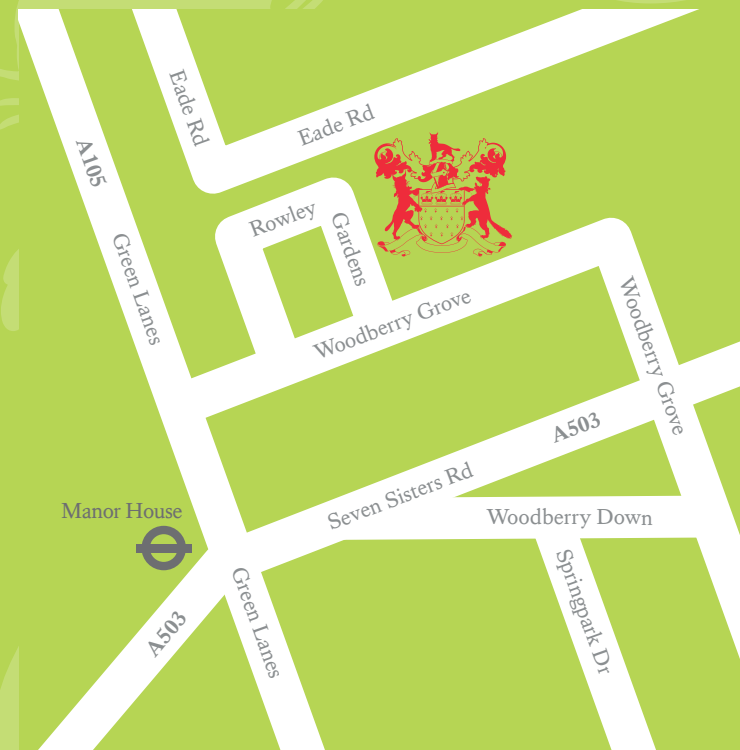 Eade Rd
Eade Rd
A105
Rowley
Gardens
Green Lanes
Woodberry Grove
Woodberry Grove
A503
Seven Sisters Rd
Manor House
Woodberry Down
Green Lanes
Springpark Dr
A503